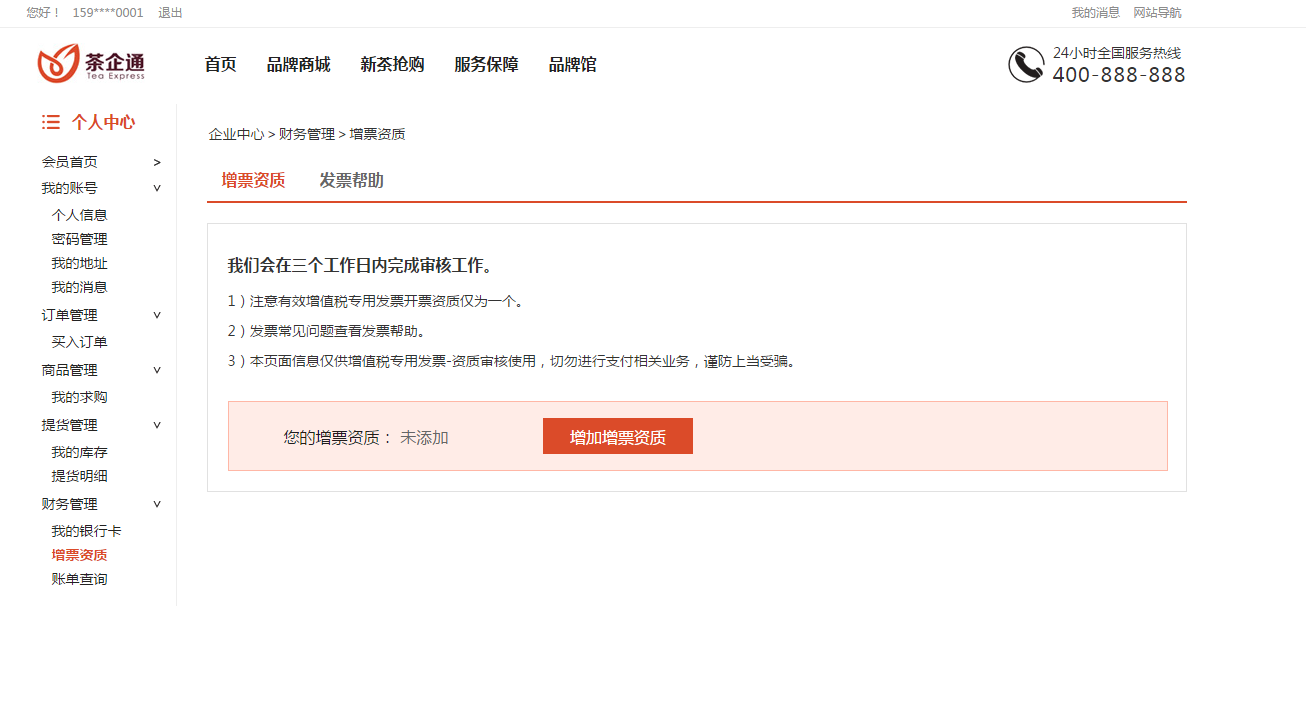 您好！ 159****0001 退出 我的消息 网站导航
茶企通
Tea Express
首页 品牌商城 新茶抢购 服务保障 品牌馆
24小时全国服务热线
400-888-888
个人中心
会员首页 >
我的账号 v
个人信息
密码管理
我的地址
我的消息
订单管理 v
买入订单
商品管理 v
我的求购
提货管理 v
我的库存
提货明细
财务管理 v
我的银行卡
增票资质
账单查询
企业中心 > 财务管理 > 增票资质
增票资质 发票帮助
我们会在三个工作日内完成审核工作。
1）注意有效增值税专用发票开票资质仅为一个。
2）发票常见问题查看发票帮助。
3）本页面信息仅供增值税专用发票-资质审核使用，切勿进行支付相关业务，谨防上当受骗。
您的增票资质： 未添加 增加增票资质